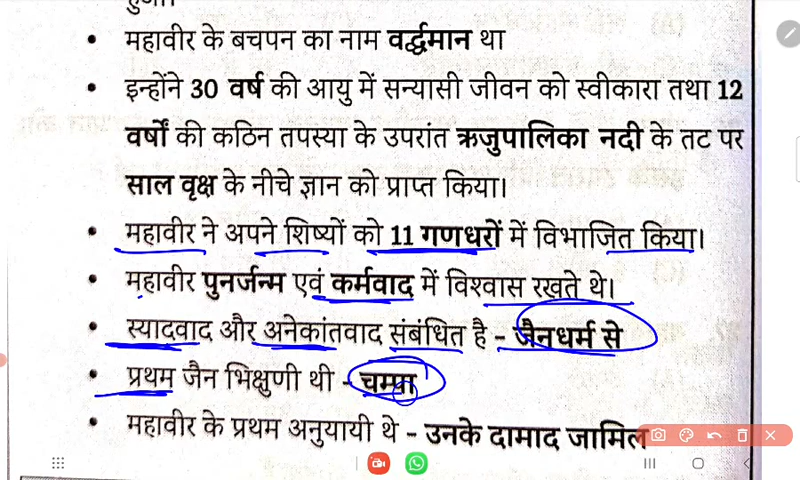 महावीर के बचपन का नाम वर्द्धमान था
इन्होंने 30 वर्ष की आयु में सन्यासी जीवन को स्वीकारा तथा 12
वर्षों की कठिन तपस्या के उपरांत ऋजुपालिका नदी के तट पर
साल वृक्ष के नीचे ज्ञान को प्राप्त किया।
महावीर ने अपने शिष्यों को 11 गणधरों में विभाजित किया।
महावीर पुनर्जन्म एवं कर्मवाद में विश्वास रखते थे।
स्यादवाद और अनेकांतवाद संबंधित है - जैनधर्म से
प्रथम जैन भिक्षुणी थी - चम्पा
महावीर के प्रथम अनुयायी थे - उनके दामाद जामिल